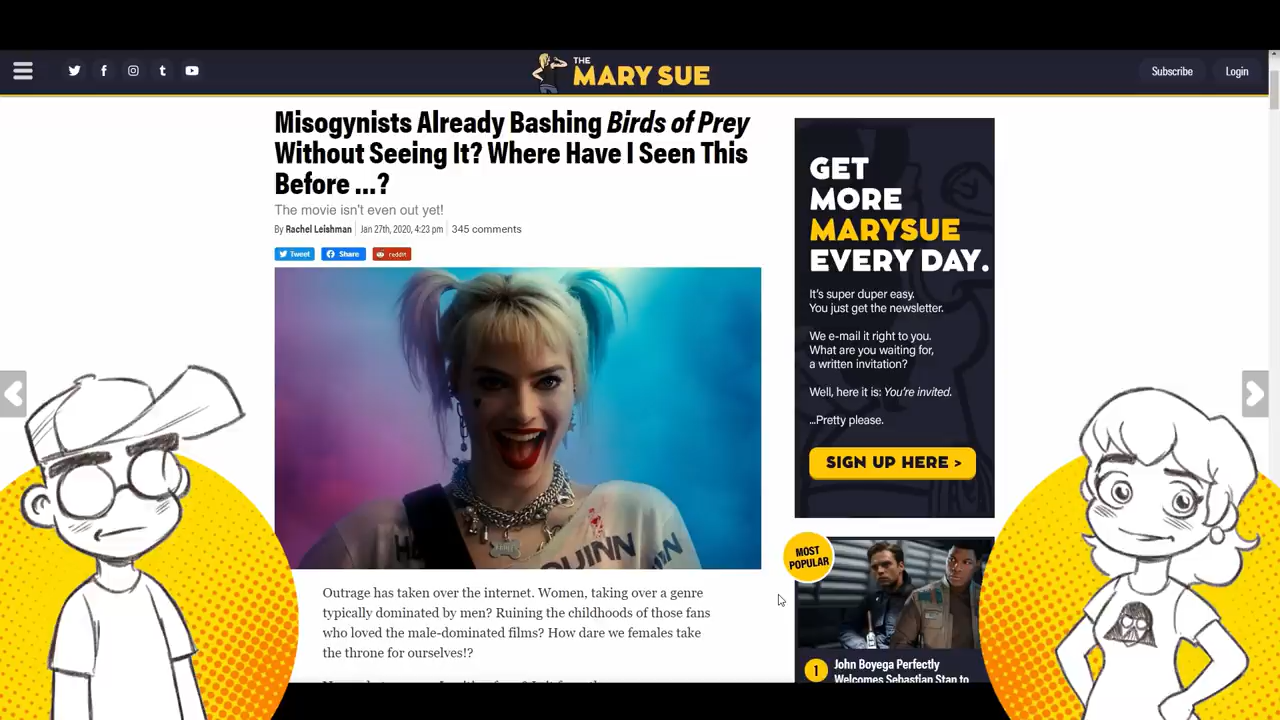 THE
MARY SUE
Subscribe
Login
Misogynists Already Bashing Birds of Prey
Without Seeing It? Where Have I Seen This
Before ...?
The movie isn't even out yet!
By Rachel Leishman Jan 27th, 2020, 4:23 pm 345 comments
Tweet
Share
reddit
QUINN
Outrage has taken over the internet. Women, taking over a genre
typically dominated by men? Ruining the childhoods of those fans
who loved the male-dominated films? How dare we females take
the throne for ourselves!?
GET
MORE
MARYSUE
EVERY DAY.
It's super duper easy.
You just get the newsletter.
We e-mail it right to you.
What are you waiting for,
a written invitation?
Well, here it is: You're invited.
...Pretty please.
SIGN UP HERE >
MOST
POPULAR
1
John Boyega Perfectly
Welcomes Sebastian Stan to